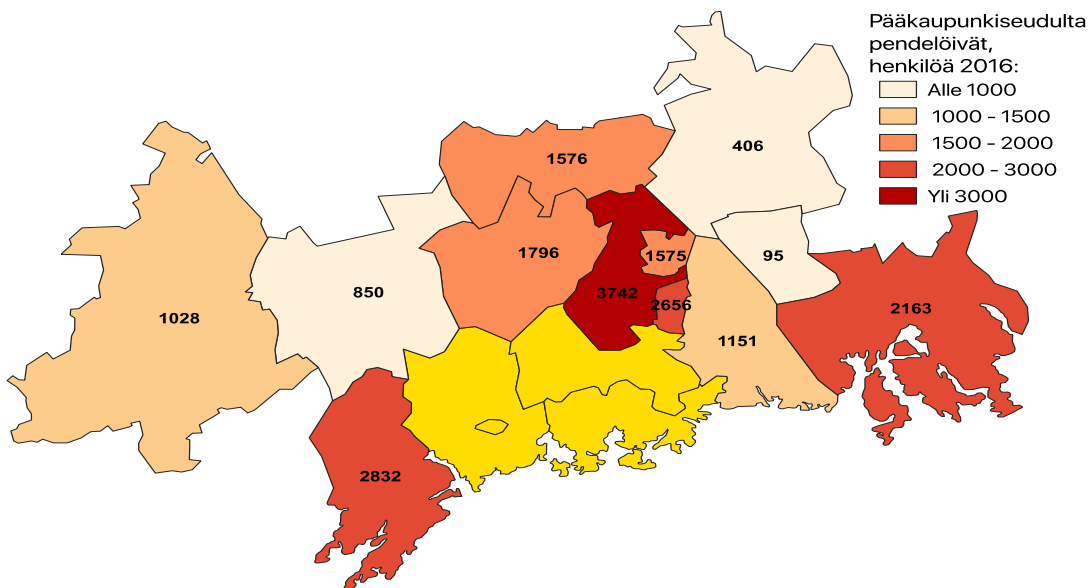 Pääkaupunkiseudulta
pendelöivät,
henkilöä 2016:
Alle 1000
1000 - 1500
1500 - 2000
2000 - 3000
Yli 3000
406
1576
1796
1575
95
850
3742
2656
2163
1028
1151
2832